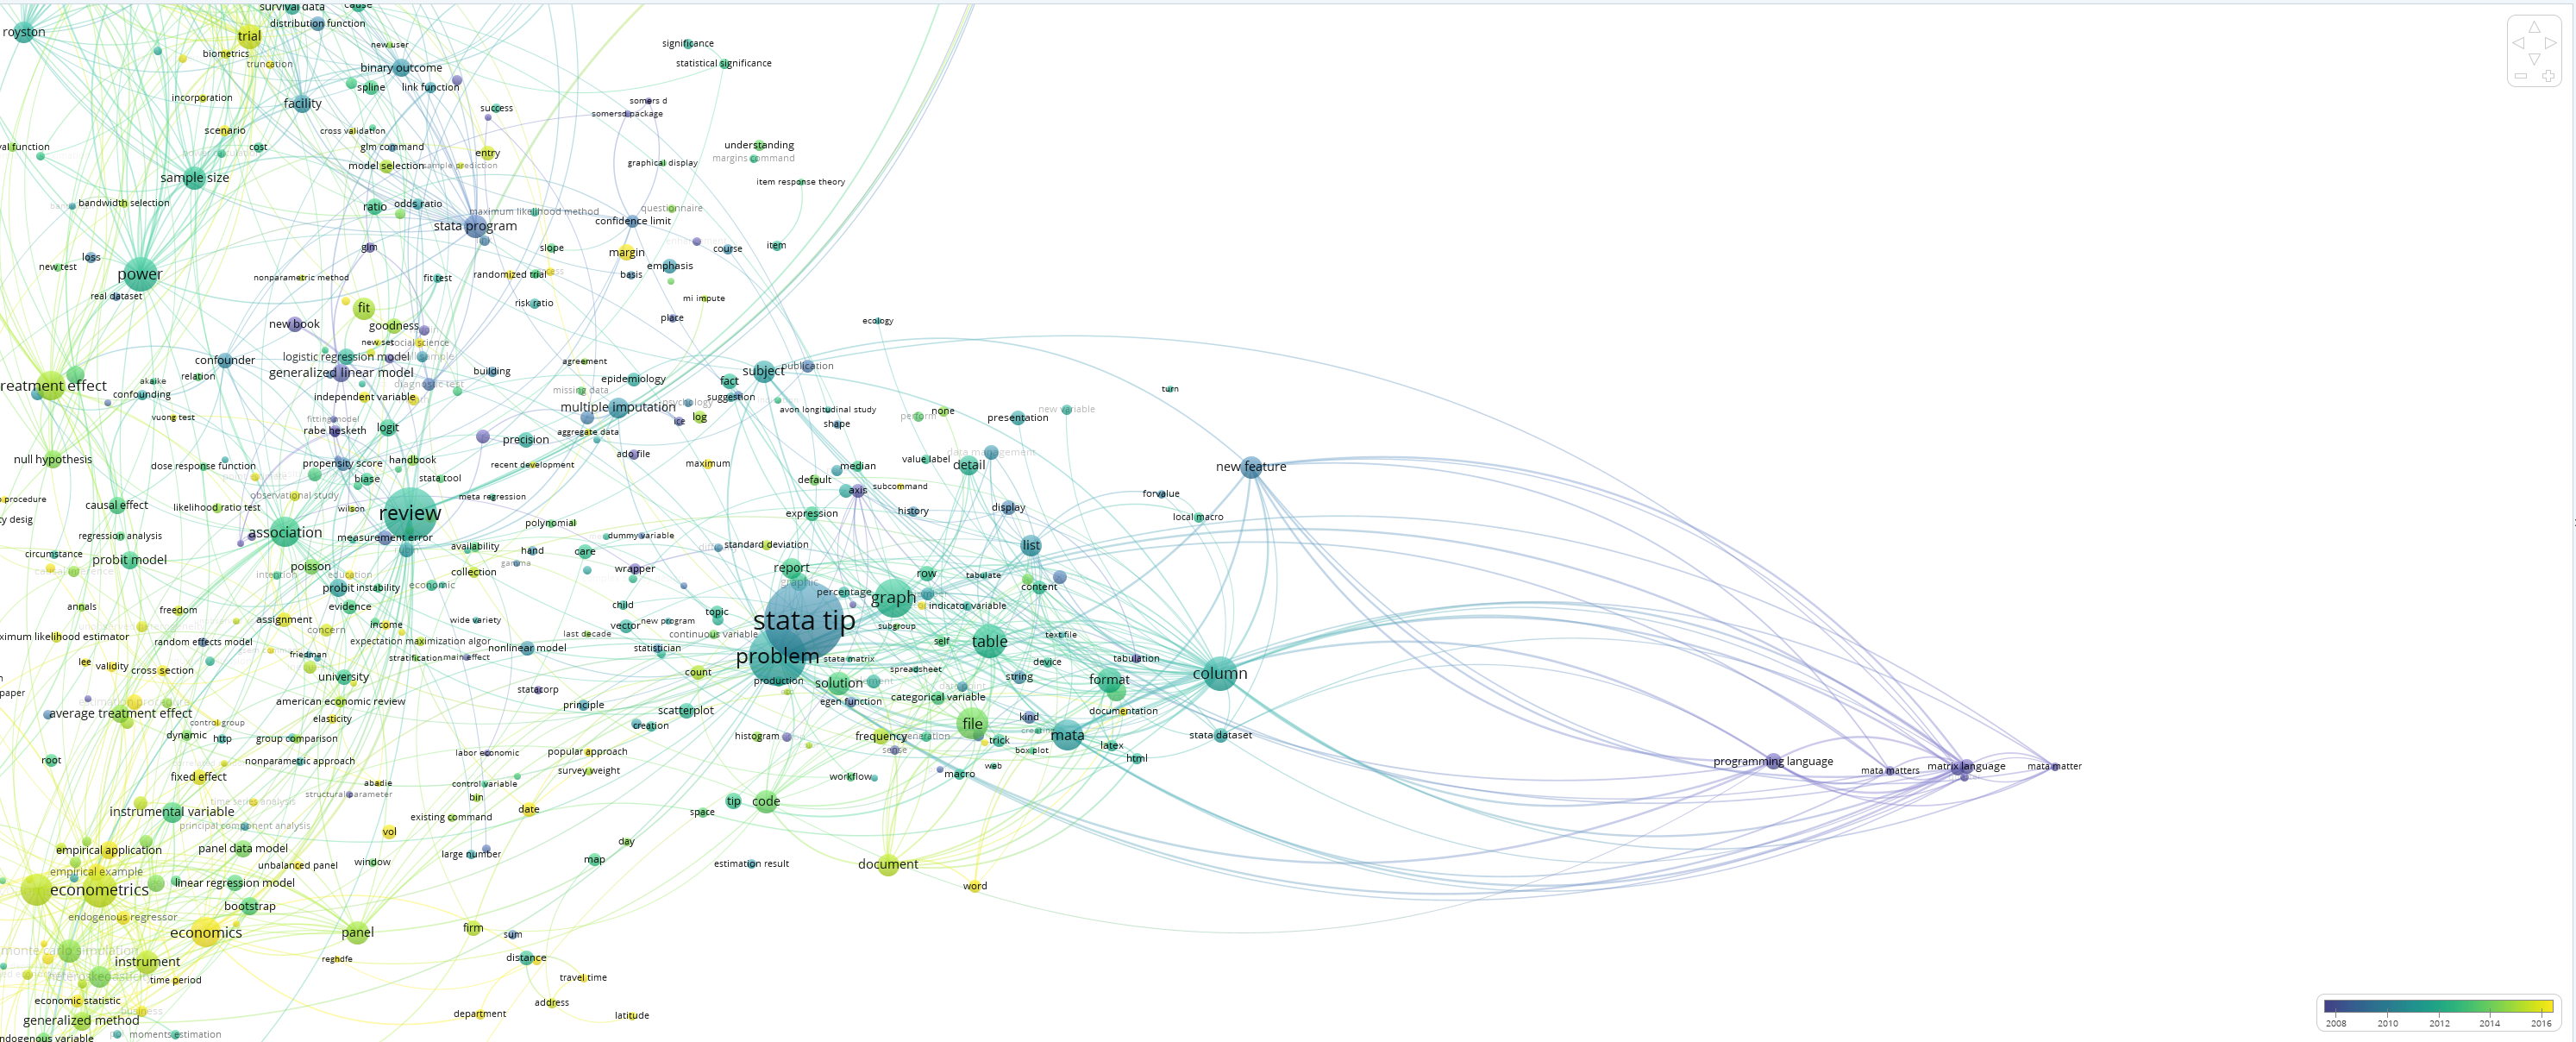 survival data
cause
distribution function
royston
trial
new user
significance
biometrics
truncation
binary outcome
statistical significance
spline
link function
incorporation
facility
success
somers d
somersd package
scenario
cross validation
val function
cost
glm command
entry
understanding
margins command
model selection
sample prediction
graphical display
sample size
item response theory
bandwidth selection
ratio
odds ratio
maximum likelihood method
questionnaire
confidence limit
stata program
glm
slope
margin
course
item
loss
new test
power
nonparametric method
fit test
randomized trial
basis
emphasis
real dataset
risk ratio
mi impute
fit
new book
goodness
place
ecology
new set
social science
confounder
logistic regression model
agreement
subject
publication
relation
generalized linear model
building
epidemiology
fact
akaike
diagnostic test
reatment effect
confounding
independent variable
missing data
suggestion
turn
multiple imputation
psychology
avon longitudinal study
perform
none
new variable
vuong test
fitting model
ice
log
presentation
shape
rabe hesketh
logit
aggregate data
precision
null hypothesis
ado file
data management
dose response function
propensity score
handbook
recent development
maximum
median
value label
detail
new feature
biase
stata tool
default
observational study
meta regression
axis
subcommand
forvalue
procedure
causal effect
likelihood ratio test
wilson
review
expression
history
display
local macro
ty desig
association
polynomial
regression analysis
measurement error
dummy variable
standard deviation
list
circumstance
probit model
availability
hand
care
poisson
gamma
report
row
tabulate
causal inference
intention
education
collection
wrapper
graphic
probit
instability
economic
percentage
graph
content
annals
freedom
evidence
child
topic
indicator variable
assignment
income
wide variety
vector
new program
stata tip
subgroup
ximum likelihood estimator
concern
last decade
continuous variable
text file
random effects model
expectation maximization algor
nonlinear model
statistician
self
table
lee
validity
friedman
stratification
main effect
problem
stata matrix
device
tabulation
cross section
count
spreadsheet
column
university
production
solution
string
format
paper
statacorp
categorical variable
american economic review
principle
egen function
average treatment effect
elasticity
scatterplot
documentation
control group
creation
file
kind
dynamic
http
group comparison
histogram
frequency
generation
trick
mata
stata dataset
labor economic
popular approach
sense
box plot
latex
root
nonparametric approach
html
programming language
fixed effect
survey weight
workflow
web
macro
mata matters
matrix language
mata matter
abadie
control variable
structural parameter
bin
time series analysis
tip
code
instrumental variable
date
space
existing command
principal component analysis
vol
day
empirical application
panel data model
large number
map
unbalanced panel
window
estimation result
document
empirical example
linear regression model
econometrics
word
bootstrap
endogenous regressor
economics
panel
firm
sum
monte carlo simulation
instrument
reghdfe
distance
time period
travel time
economic statistic
address
business
department
latitude
generalized method
moments estimation
ndogenous variable
2008
2010
2012
2014
2016